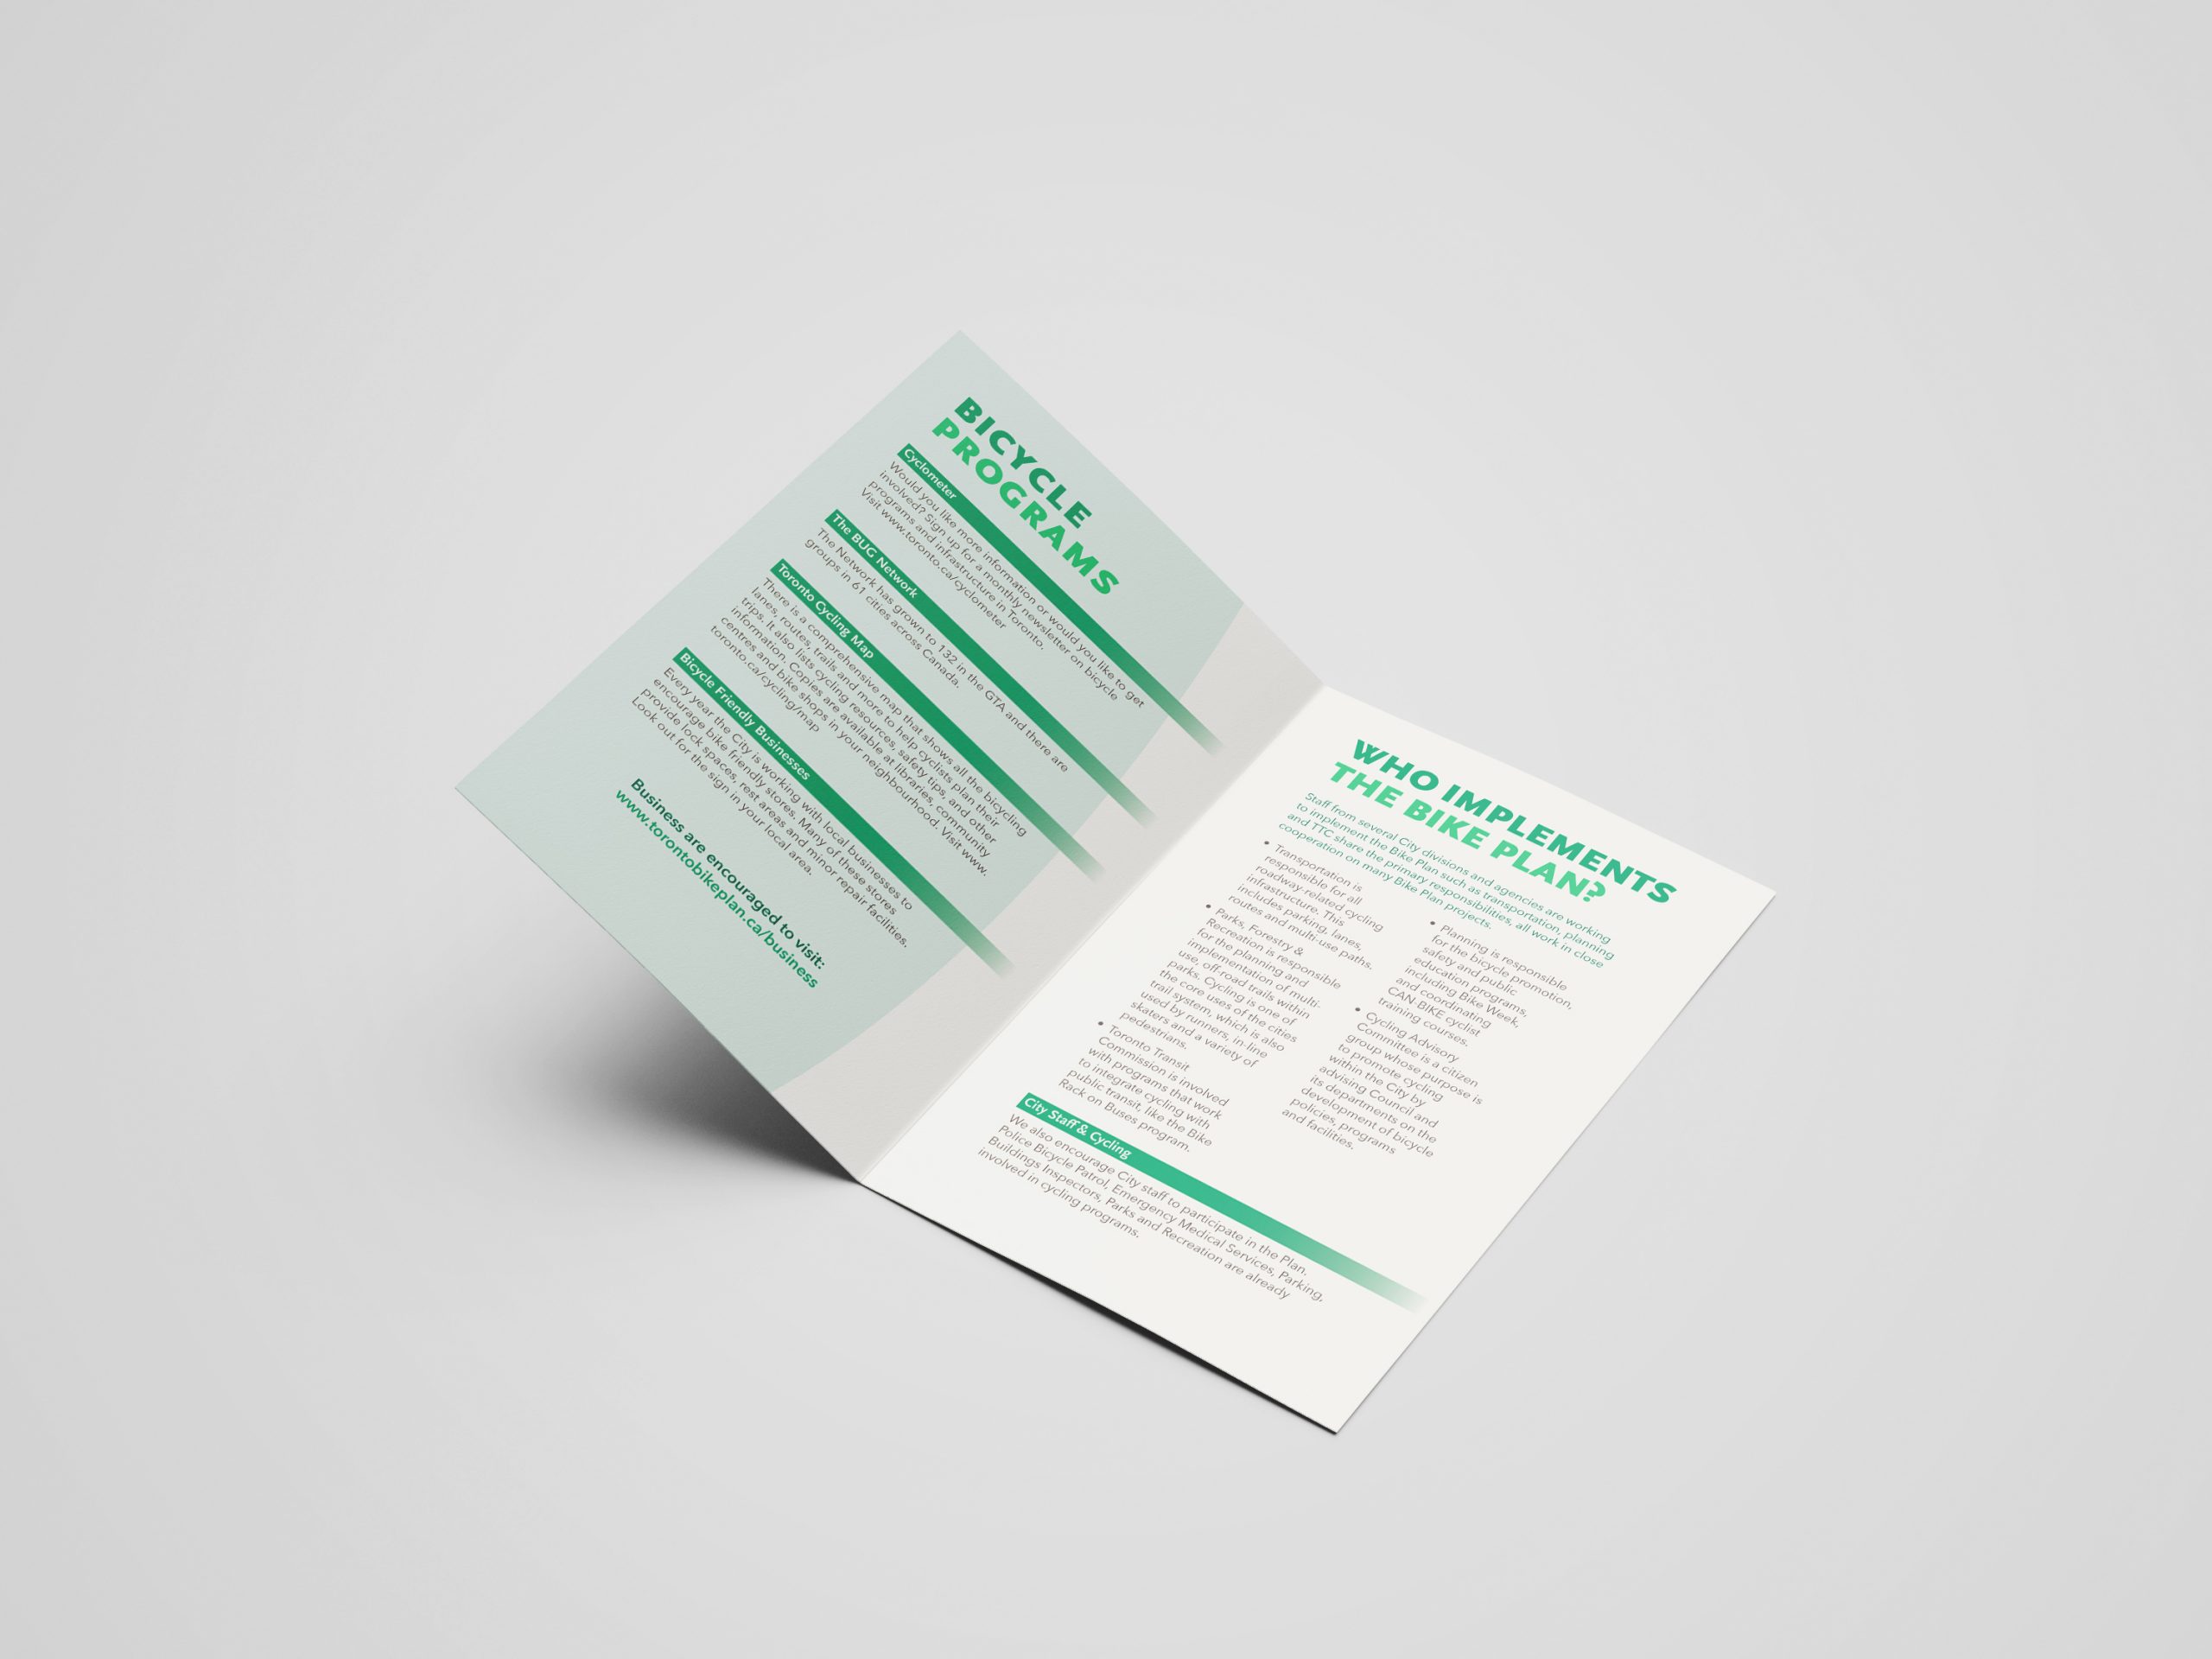 BICYCLE
PROGRAMS
Cyclometer
Would you like more information or would you like to get
involved? Sign up for a monthly newsletter on bicycle
programs and infrastructure in Toronto.
Visit www.toronto.ca/cyclometer
The BUG Network
The Network has grown to 132 in the GTA and there are
groups in 61 cities across Canada.
Toronto Cycling Map
There is a comprehensive map that shows all the bicycling
lanes, routes, trails and more to help cyclists plan their
trips. It also lists cycling resources, safety tips, and other
information. Copies are available at libraries, community
centres and bike shops in your neighbourhood. Visit www.
toronto.ca/cycling/map
Bicycle Friendly Businesses
Every year the City is working with local businesses to
encourage bike friendly stores. Many of these stores
provide lock spaces, rest areas and minor repair facilities.
Look out for the sign in your local area.
Business are encouraged to visit:
www.torontobikeplan.ca/business
WHO IMPLEMENTS
THE BIKE PLAN?
Staff from several City divisions and agencies are working
to implement the Bike Plan such as transportation, planning
and TTC share the primary responsibilities, all work in close
cooperation on many Bike Plan projects.
• Transportation is
responsible for all
roadway-related cycling
infrastructure. This
includes parking, lanes,
routes and multi-use paths.
• Parks, Forestry &
Recreation is responsible
for the planning and
implementation of multi-
use, off-road trails within
parks. Cycling is one of
the core uses of the cities
trail system, which is also
used by runners, in-line
skaters and a variety of
pedestrians.
• Toronto Transit
Commission is involved
with programs that work
to integrate cycling with
public transit, like the Bike
Rack on Buses program.
• Planning is responsible
for the bicycle promotion,
safety and public
education programs,
including Bike Week,
and coordinating
CAN-BIKE cyclist
training courses.
• Cycling Advisory
Committee is a citizen
group whose purpose is
to promote cycling
within the City by
advising Council and
its departments on the
development of bicycle
policies, programs
and facilities.
City Staff & Cycling
We also encourage City staff to participate in the Plan.
Police Bicycle Patrol, Emergency Medical Services, Parking,
Buildings Inspectors, Parks and Recreation are already
involved in cycling programs.